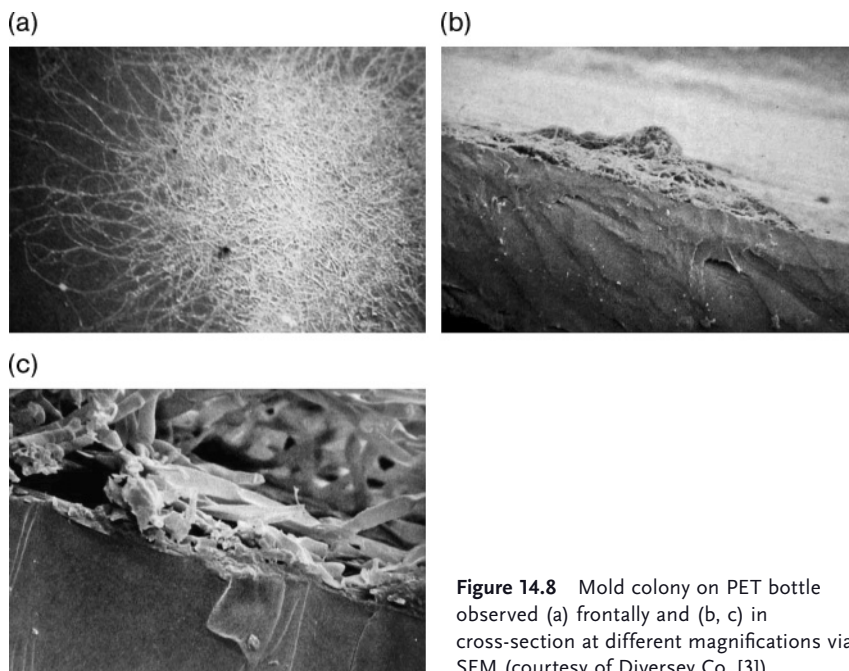 (a)
(b)
(c)
Figure 14.8 Mold colony on PET bottle
observed (a) frontally and (b, c) in
cross-section at different magnifications via
SEM (courtesy of Diversey Co. [3])